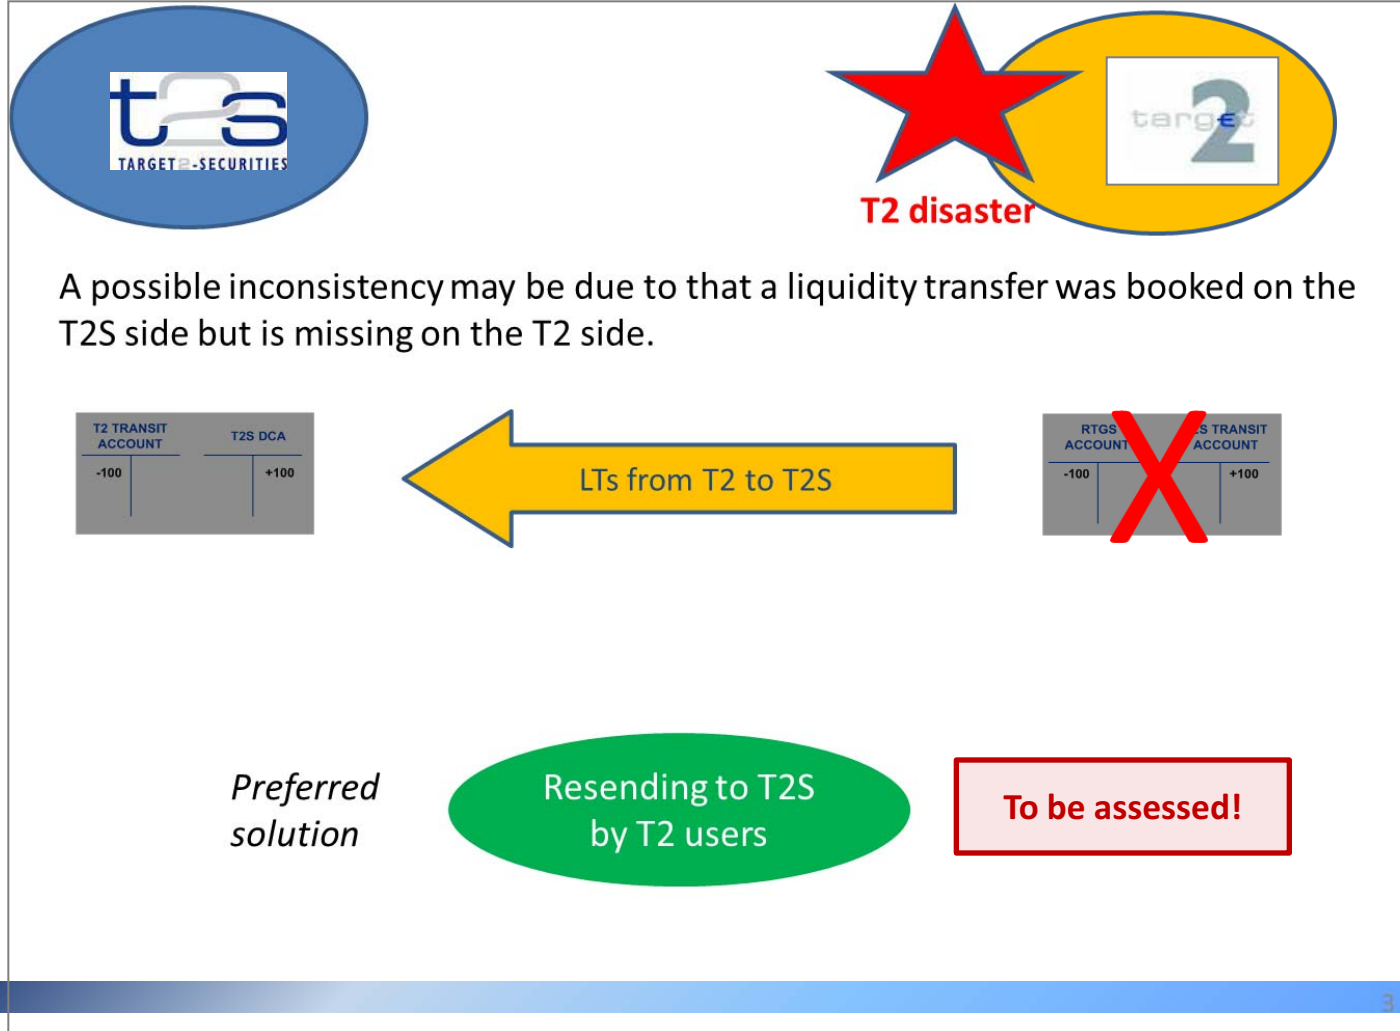 t2s
TARGET2-SECURITIES
target2
T2 disaster
A possible inconsistency may be due to that a liquidity transfer was booked on the
T2S side but is missing on the T2 side.
T2 TRANSIT
ACCOUNT
T2S DCA
-100
+100
LTs from T2 to T2S
RTGS
ACCOUNT
S TRANSIT
ACCOUNT
-100
+100
X
Preferred
solution
Resending to T2S
by T2 users
To be assessed!
3